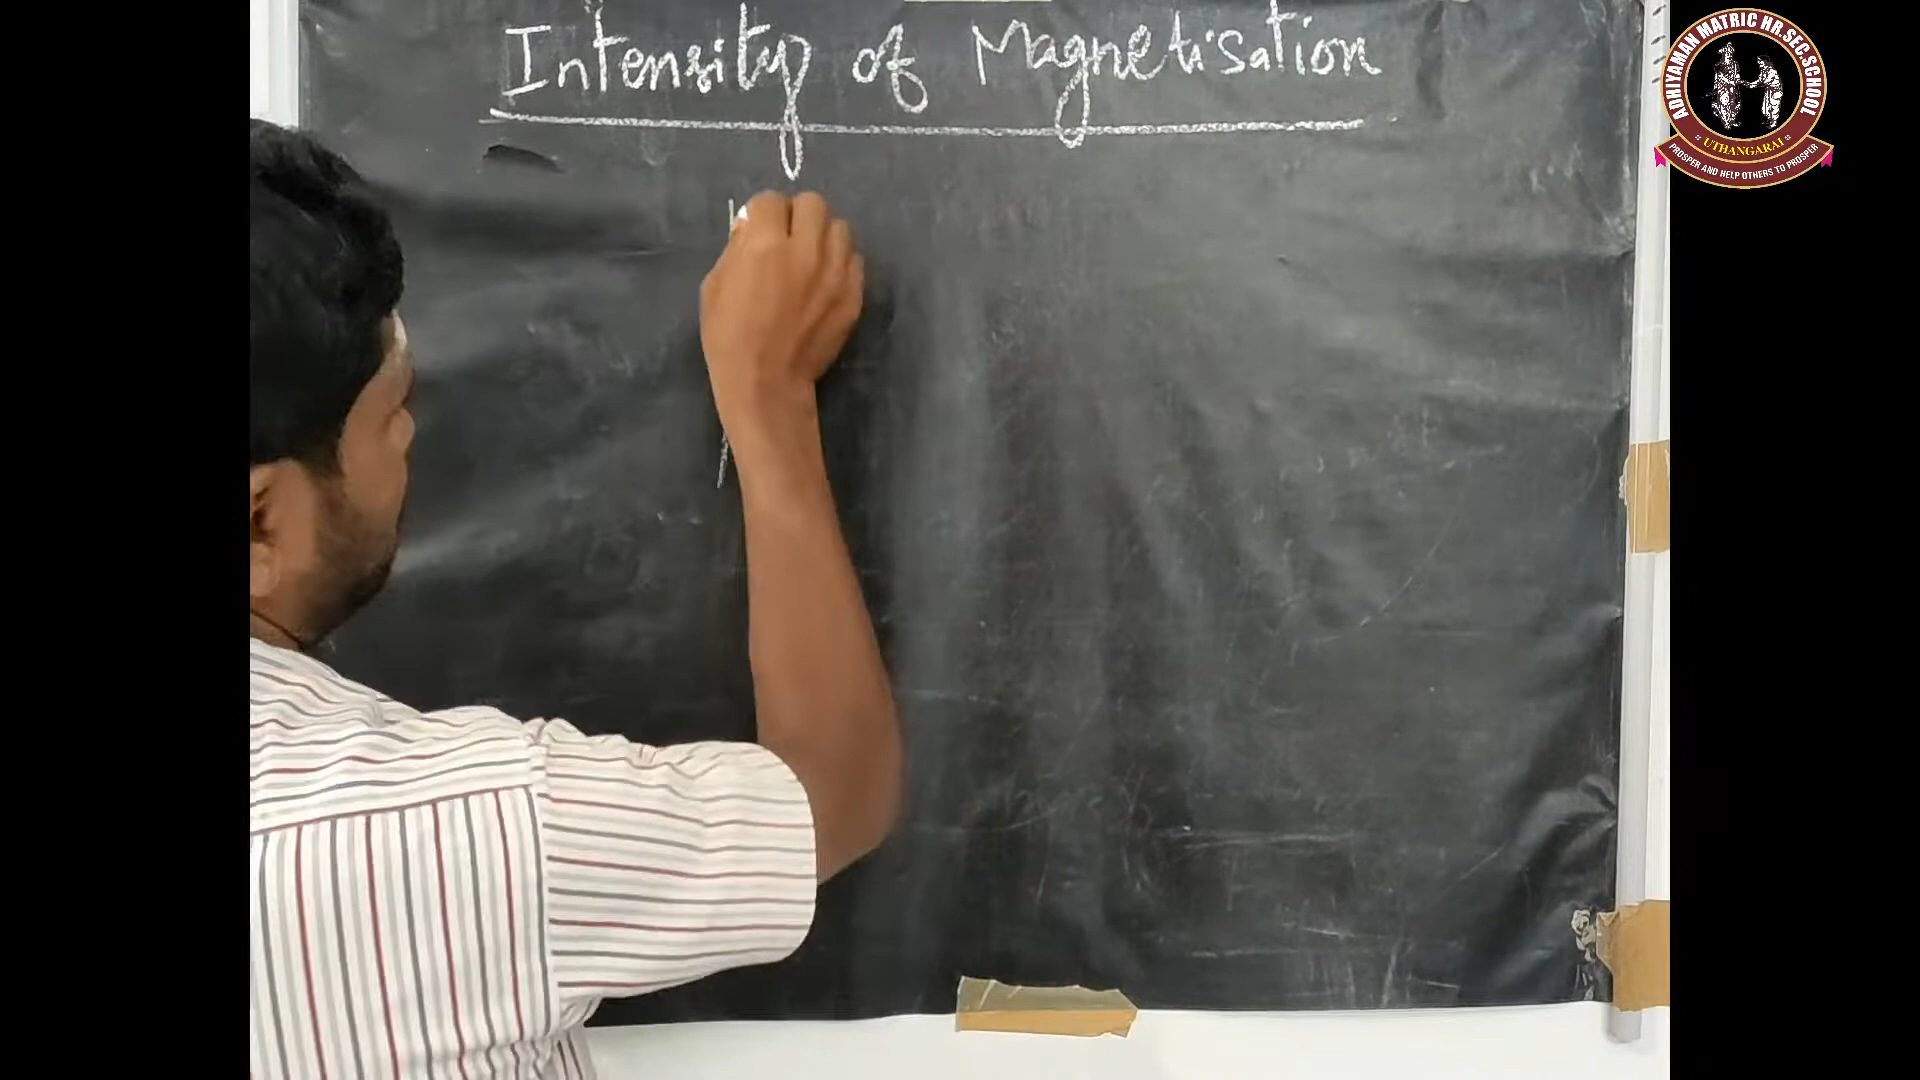 Intensity of Magnetisation
ADHIYAMAN MATRIC HR.SEC.SCHOOL
:: UTHANGARAI ::
PROSPER AND HELP OTHERS TO PROSPER